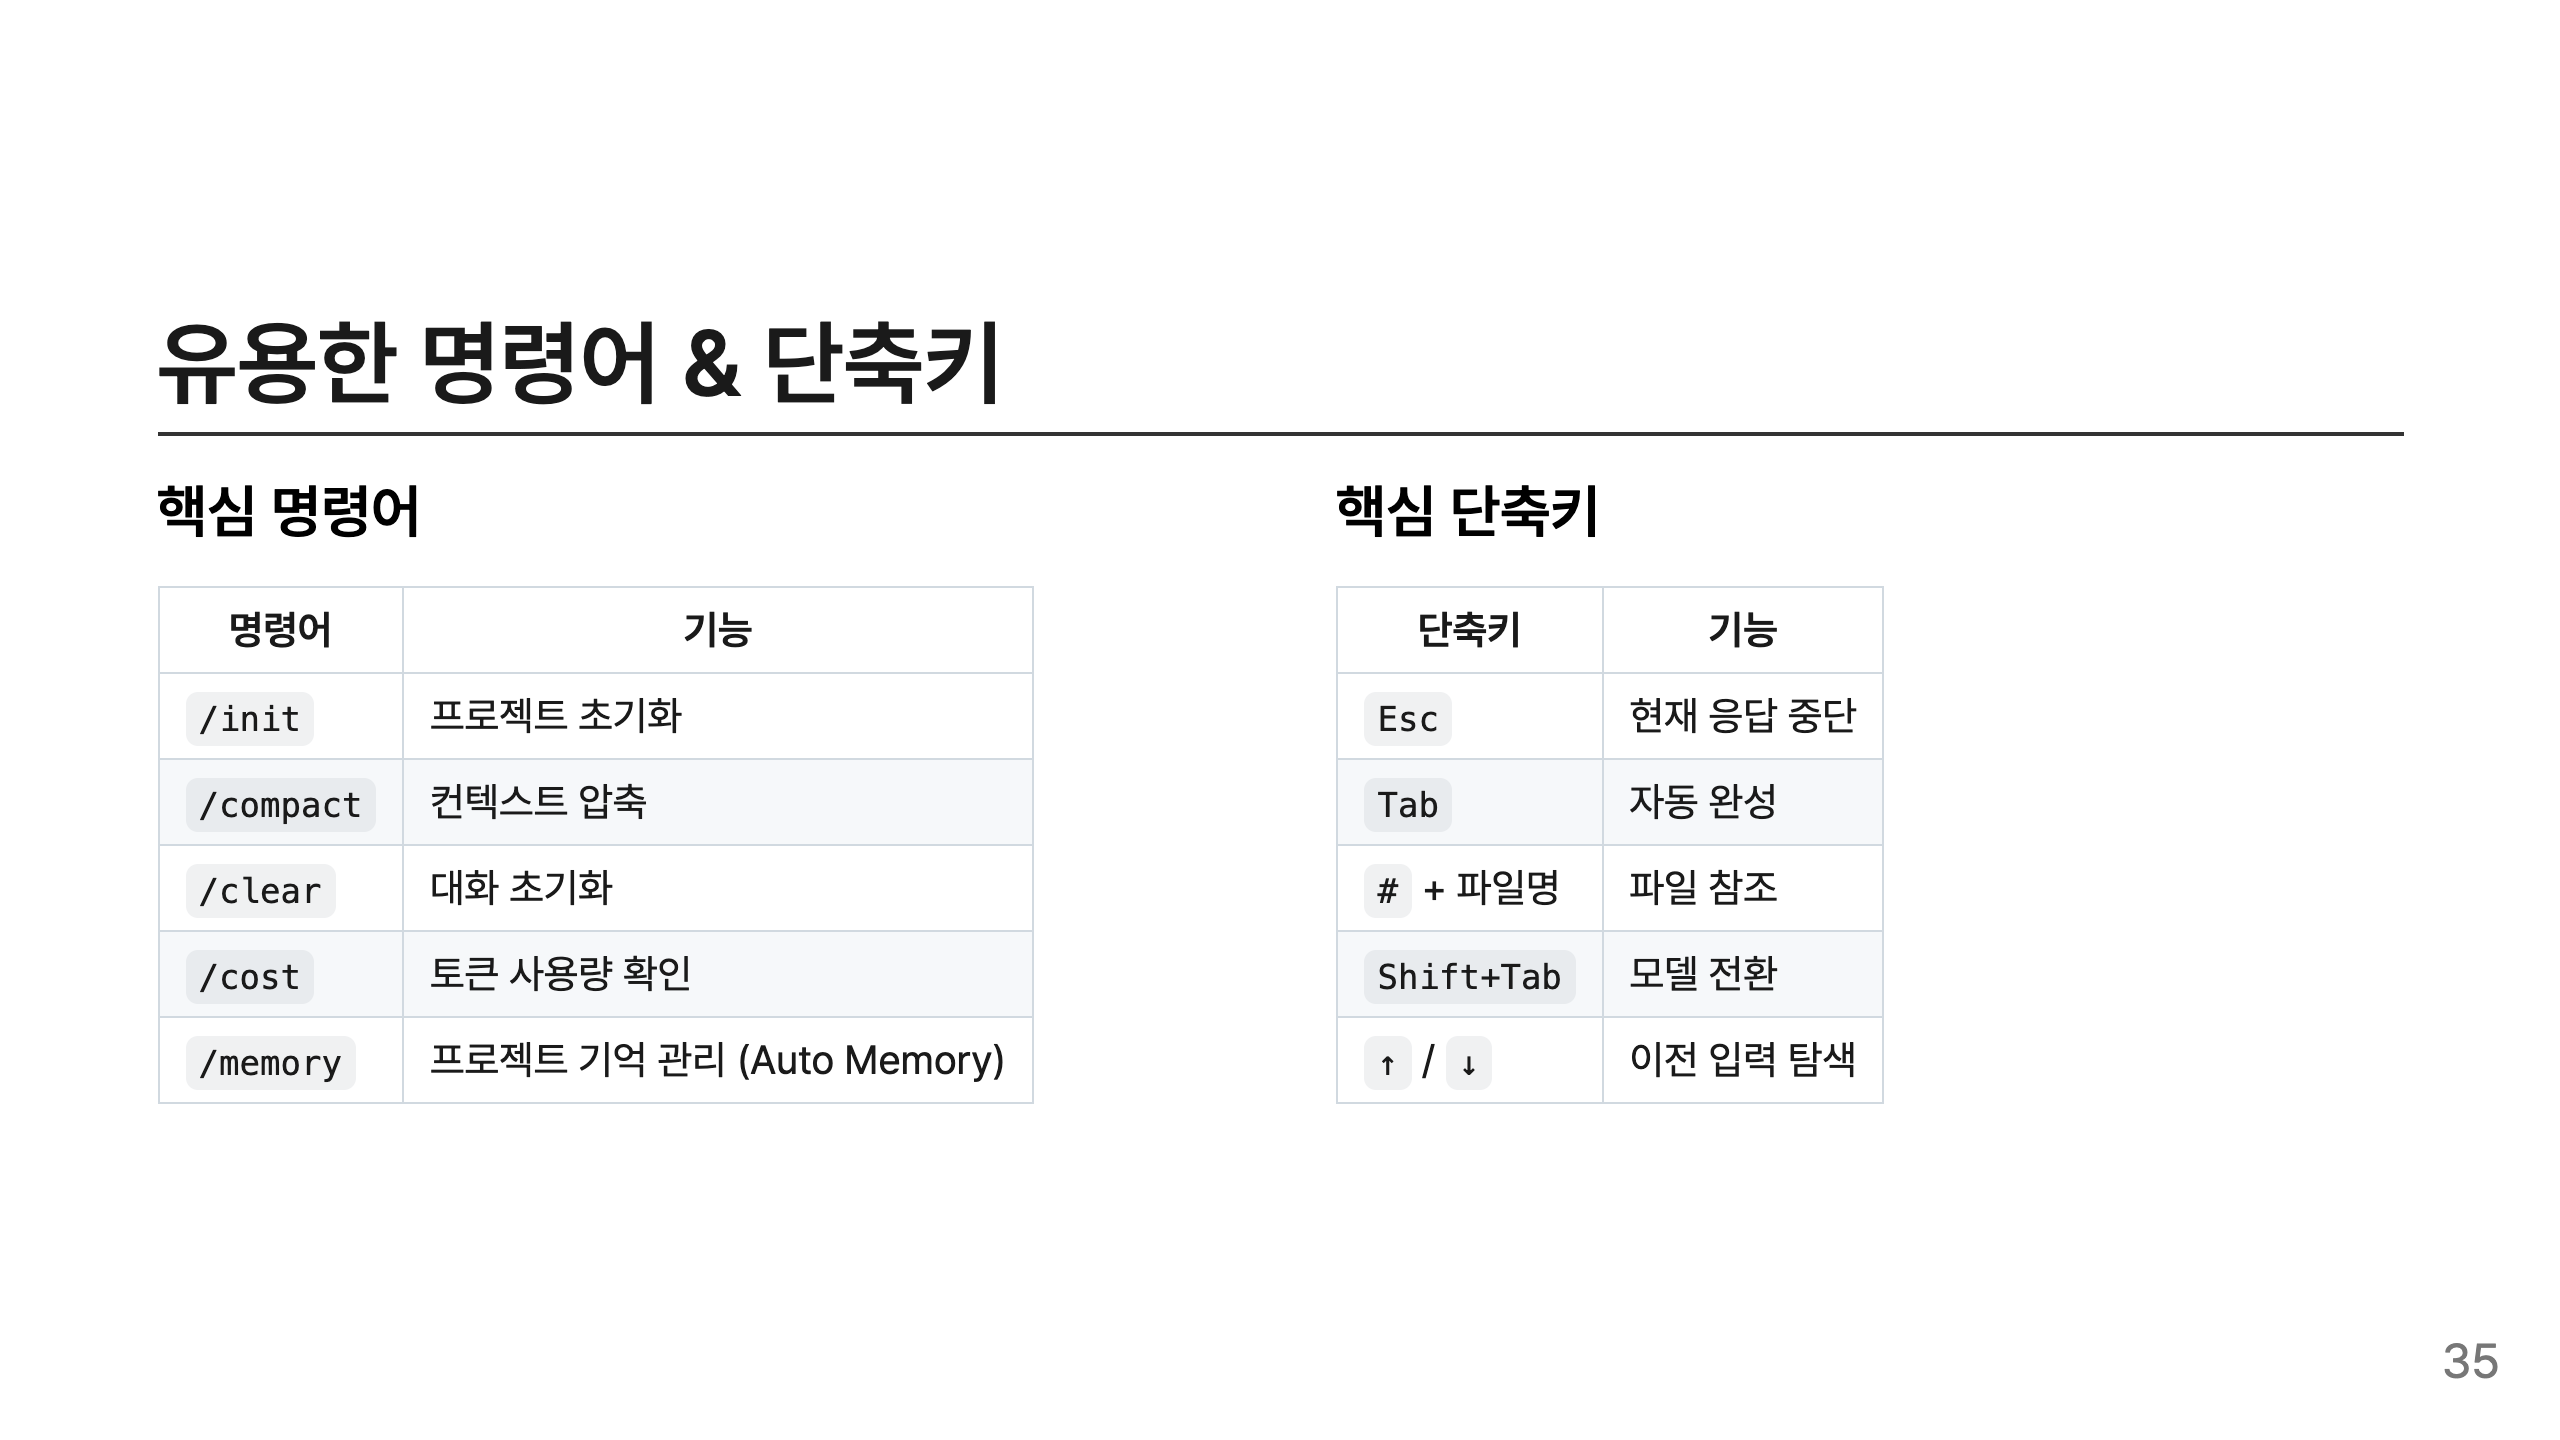 유용한 명령어 & 단축키
핵심 명령어
명령어 기능
/init 프로젝트 초기화
/compact 컨텍스트 압축
/clear 대화 초기화
/cost 토큰 사용량 확인
/memory 프로젝트 기억 관리 (Auto Memory)
핵심 단축키
단축키 기능
Esc 현재 응답 중단
Tab 자동 완성
# + 파일명 파일 참조
Shift+Tab 모델 전환
↑ / ↓ 이전 입력 탐색
35